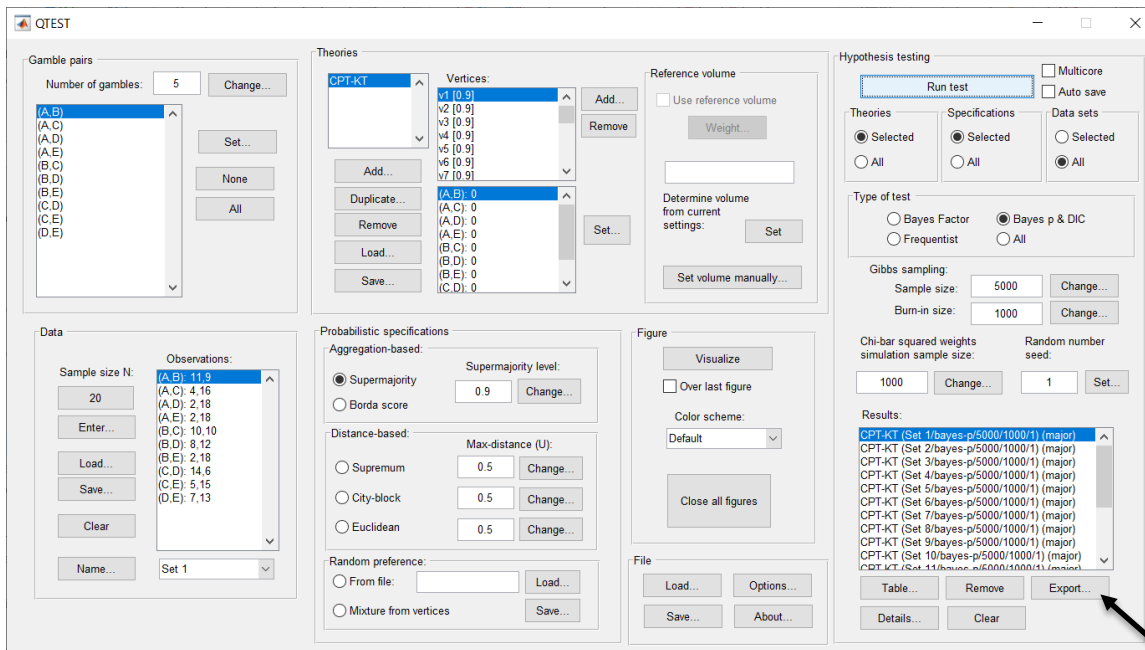 QTEST
Gamble pairs
Number of gambles: 5 Change...
(A,B)
(A,C)
(A,D)
(A,E)
(B,C)
(B,D)
(B,E)
(C,D)
(C,E)
(D,E)
Set...
None
All
Theories
CPT-KT
Add...
Duplicate...
Remove
Load...
Save...
Vertices:
v1 [0.9]
v2 [0.9]
v3 [0.9]
v4 [0.9]
v5 [0.9]
v6 [0.9]
v7 [0.9]
Add...
Remove
(A,B): 0
(A,C): 0
(A,D): 0
(A,E): 0
(B,C): 0
(B,D): 0
(B,E): 0
(C,D): 0
Set...
Reference volume
Use reference volume
Weight...
Determine volume
from current
settings:
Set
Set volume manually...
Hypothesis testing
Run test
Multicore
Auto save
Theories
Selected
All
Specifications
Selected
All
Data sets
Selected
All
Type of test
Bayes Factor
Bayes p & DIC
Frequentist
All
Gibbs sampling:
Sample size: 5000 Change...
Burn-in size: 1000 Change...
Chi-bar squared weights
simulation sample size:
1000 Change...
Random number
seed:
1 Set...
Results:
CPT-KT (Set 1/bayes-p/5000/1000/1) (major)
CPT-KT (Set 2/bayes-p/5000/1000/1) (major)
CPT-KT (Set 3/bayes-p/5000/1000/1) (major)
CPT-KT (Set 4/bayes-p/5000/1000/1) (major)
CPT-KT (Set 5/bayes-p/5000/1000/1) (major)
CPT-KT (Set 6/bayes-p/5000/1000/1) (major)
CPT-KT (Set 7/bayes-p/5000/1000/1) (major)
CPT-KT (Set 8/bayes-p/5000/1000/1) (major)
CPT-KT (Set 9/bayes-p/5000/1000/1) (major)
CPT-KT (Set 10/bayes-p/5000/1000/1) (major)
CPT-KT (Set 11/bayes-p/5000/1000/1) (major)
Table... Remove Export...
Details... Clear
Data
Sample size N:
20
Enter...
Load...
Save...
Clear
Name...
Observations:
(A,B): 11,9
(A,C): 4,16
(A,D): 2,18
(A,E): 2,18
(B,C): 10,10
(B,D): 8,12
(B,E): 2,18
(C,D): 14,6
(C,E): 5,15
(D,E): 7,13
Set 1
Probabilistic specifications
Aggregation-based:
Supermajority
Borda score
Supermajority level:
0.9 Change...
Distance-based:
Max-distance (U):
Supremum 0.5 Change...
City-block 0.5 Change...
Euclidean 0.5 Change...
Random preference:
From file: Load...
Mixture from vertices Save...
Figure
Visualize
Over last figure
Color scheme:
Default
Close all figures
File
Load... Options...
Save... About...